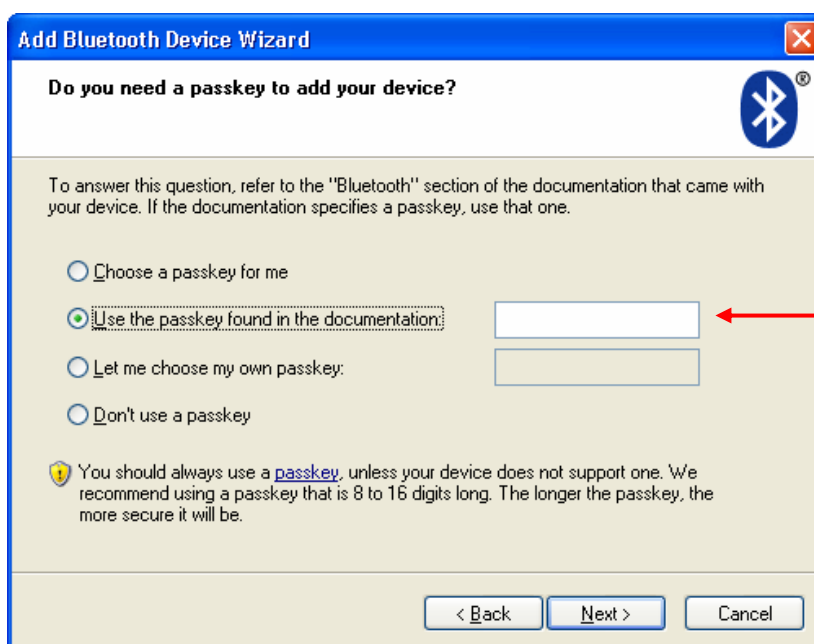 Add Bluetooth Device Wizard
Do you need a passkey to add your device?
®
To answer this question, refer to the "Bluetooth" section of the documentation that came with
your device. If the documentation specifies a passkey, use that one.
Choose a passkey for me
Use the passkey found in the documentation:
Let me choose my own passkey:
Don't use a passkey
You should always use a passkey, unless your device does not support one. We
recommend using a passkey that is 8 to 16 digits long. The longer the passkey, the
more secure it will be.
< Back Next > Cancel